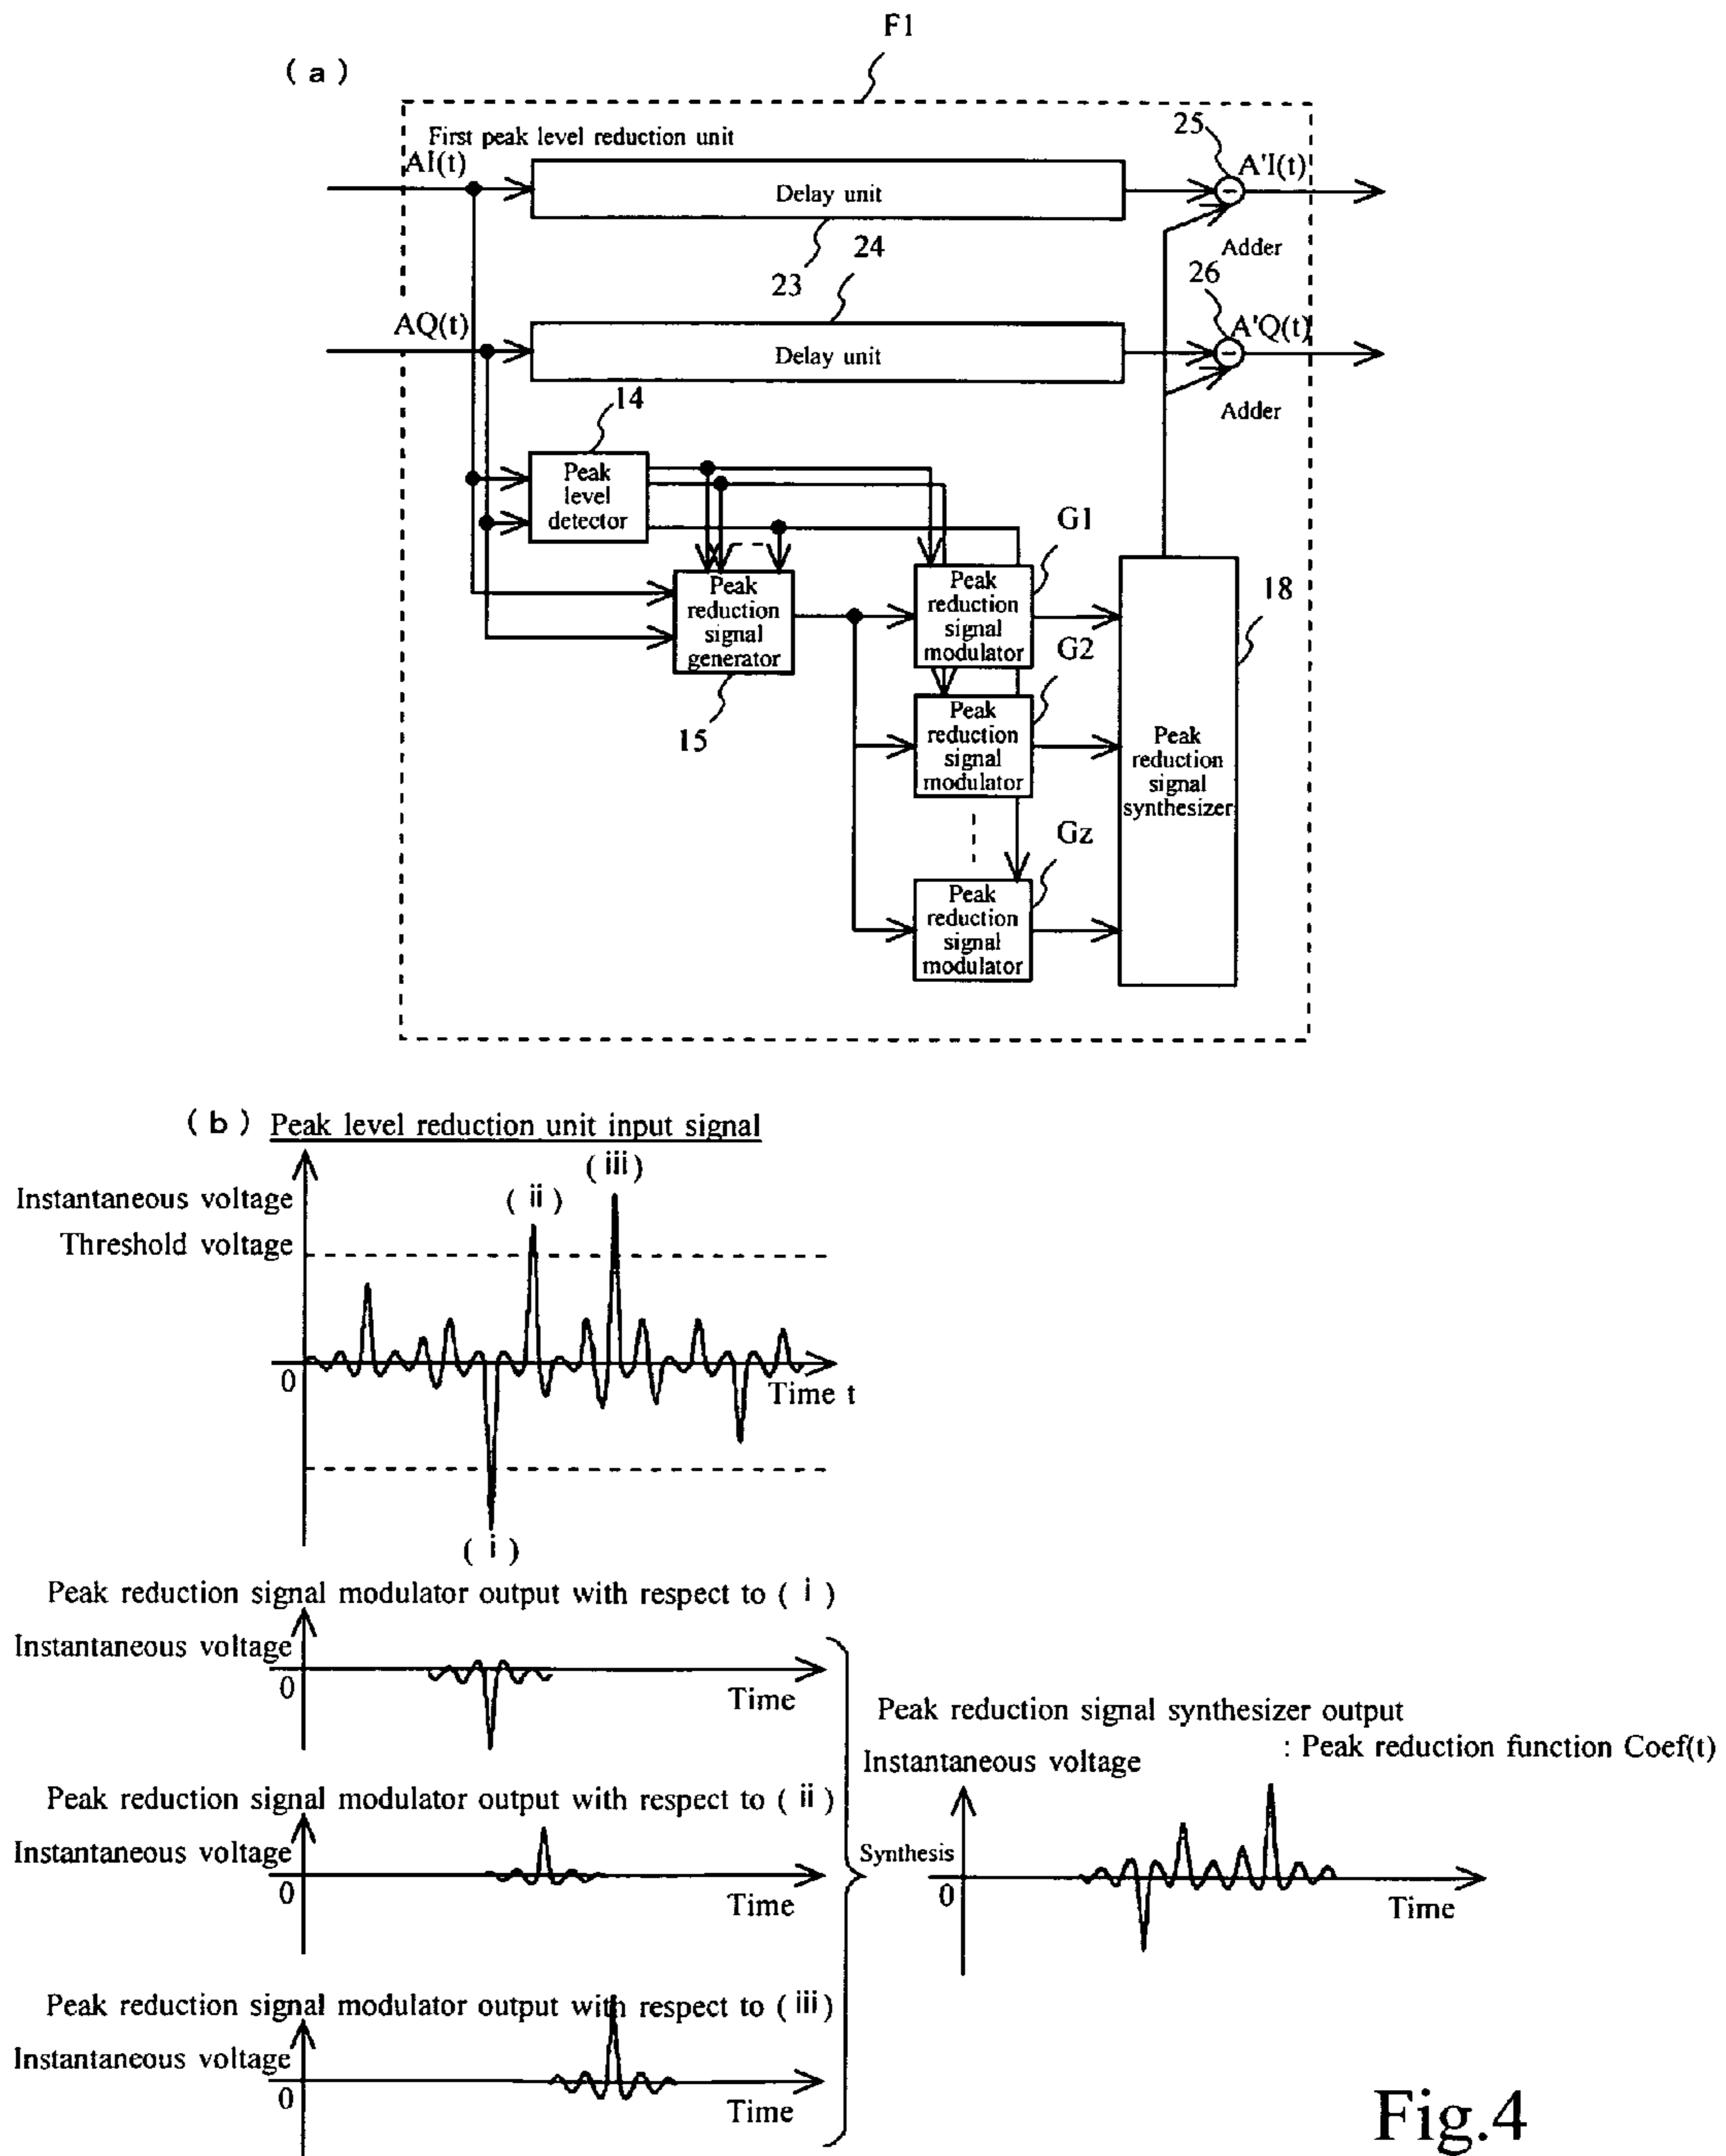 F1
( a )
First peak level reduction unit
25
AI(t)
A'I(t)
Delay unit
23
24
Adder
26
AQ(t)
A'Q(t)
Delay unit
Adder
14
Peak
level
detector
G1
Peak
reduction
signal
generator
15
Peak
reduction
signal
modulator
18
G2
Peak
reduction
signal
modulator
Peak
reduction
signal
synthesizer
Gz
Peak
reduction
signal
modulator
( b ) Peak level reduction unit input signal
( iii )
Instantaneous voltage
( ii )
Threshold voltage
0
Time t
( i )
Peak reduction signal modulator output with respect to ( i )
Instantaneous voltage
0
Time
Peak reduction signal modulator output with respect to ( ii )
Instantaneous voltage
0
Time
Peak reduction signal modulator output with respect to ( iii )
Instantaneous voltage
0
Time
Synthesis
Peak reduction signal synthesizer output
: Peak reduction function Coef(t)
Instantaneous voltage
0
Time
Fig.4